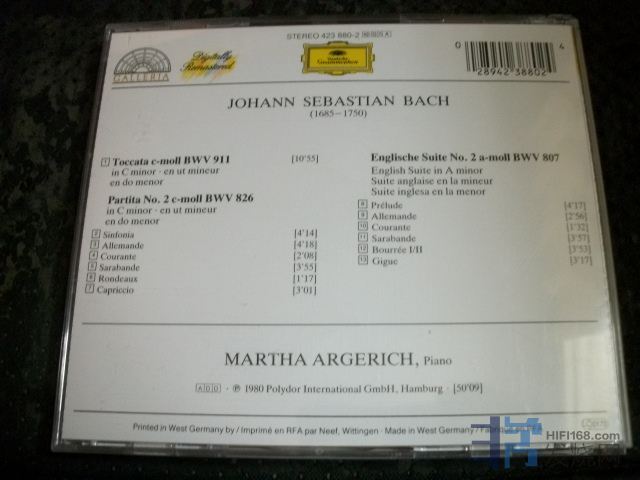 GALLERIA
Digitally
Remastered
STEREO 423 880-2
Deutsche
Grammophon
0 28942 38802 4
JOHANN SEBASTIAN BACH
(1685–1750)
1 Toccata c-moll BWV 911 [10'55]
in C minor · en ut mineur
en do menor
Partita No. 2 c-moll BWV 826
in C minor · en ut mineur
en do menor
2 Sinfonia [4'14]
3 Allemande [4'18]
4 Courante [2'08]
5 Sarabande [3'55]
6 Rondeaux [1'17]
7 Capriccio [3'01]
Englische Suite No. 2 a-moll BWV 807
English Suite in A minor
Suite anglaise en la mineur
Suite inglesa en la menor
8 Prélude [4'17]
9 Allemande [2'56]
10 Courante [1'32]
11 Sarabande [3'57]
12 Bourrée I/II [3'53]
13 Gigue [3'17]
MARTHA ARGERICH, Piano
ADD · ℗ 1980 Polydor International GmbH, Hamburg · [50'09]
Printed in West Germany by / Imprimé en RFA par Neef, Wittingen · Made in West Germany / Fabriqué en RFA
HIFI168.com